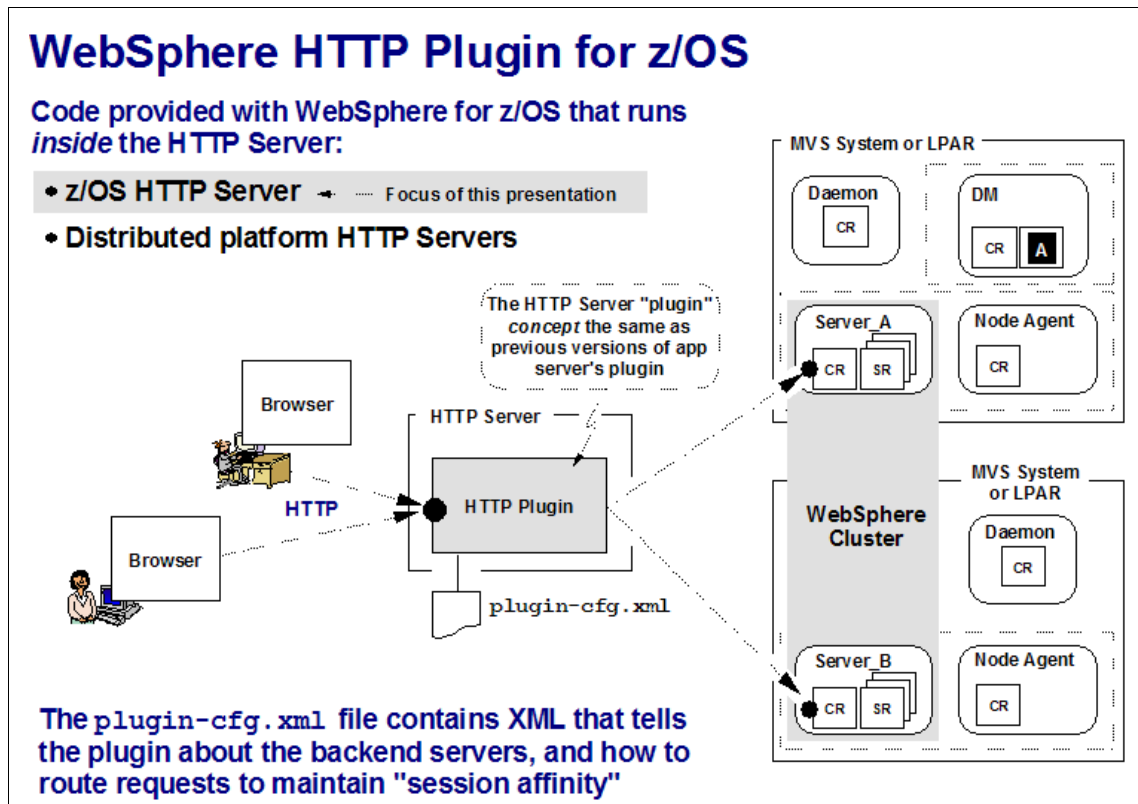 WebSphere HTTP Plugin for z/OS
Code provided with WebSphere for z/OS that runs
inside the HTTP Server:
• z/OS HTTP Server
Focus of this presentation
• Distributed platform HTTP Servers
The HTTP Server "plugin"
concept the same as
previous versions of app
server's plugin
Browser
Browser
HTTP
HTTP Server
HTTP Plugin
plugin-cfg.xml
MVS System or LPAR
Daemon
CR
DM
CR
A
Server_A
CR
SR
Node Agent
CR
WebSphere
Cluster
MVS System
or LPAR
Daemon
CR
Server_B
CR
SR
Node Agent
CR
The plugin-cfg.xml file contains XML that tells
the plugin about the backend servers, and how to
route requests to maintain "session affinity"